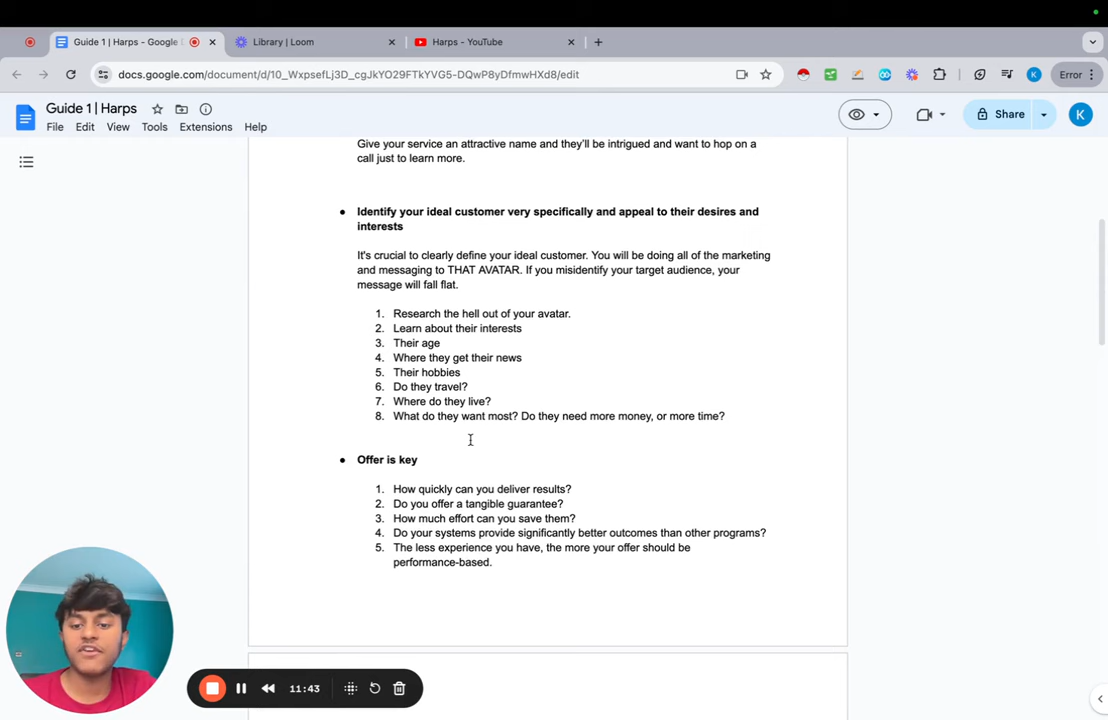 Guide 1 | Harps - Google
Library | Loom
Harps - YouTube
docs.google.com/document/d/10_WxpsefLj3D_cgJkYO29FTkYVG5-DQwP8yDfmwHXd8/edit
K
Error
Guide 1 | Harps
File Edit View Tools Extensions Help
Share
K
Give your service an attractive name and they'll be intrigued and want to hop on a
call just to learn more.
● Identify your ideal customer very specifically and appeal to their desires and
interests
It's crucial to clearly define your ideal customer. You will be doing all of the marketing
and messaging to THAT AVATAR. If you misidentify your target audience, your
message will fall flat.
1. Research the hell out of your avatar.
2. Learn about their interests
3. Their age
4. Where they get their news
5. Their hobbies
6. Do they travel?
7. Where do they live?
8. What do they want most? Do they need more money, or more time?
● Offer is key
1. How quickly can you deliver results?
2. Do you offer a tangible guarantee?
3. How much effort can you save them?
4. Do your systems provide significantly better outcomes than other programs?
5. The less experience you have, the more your offer should be
performance-based.
11:43